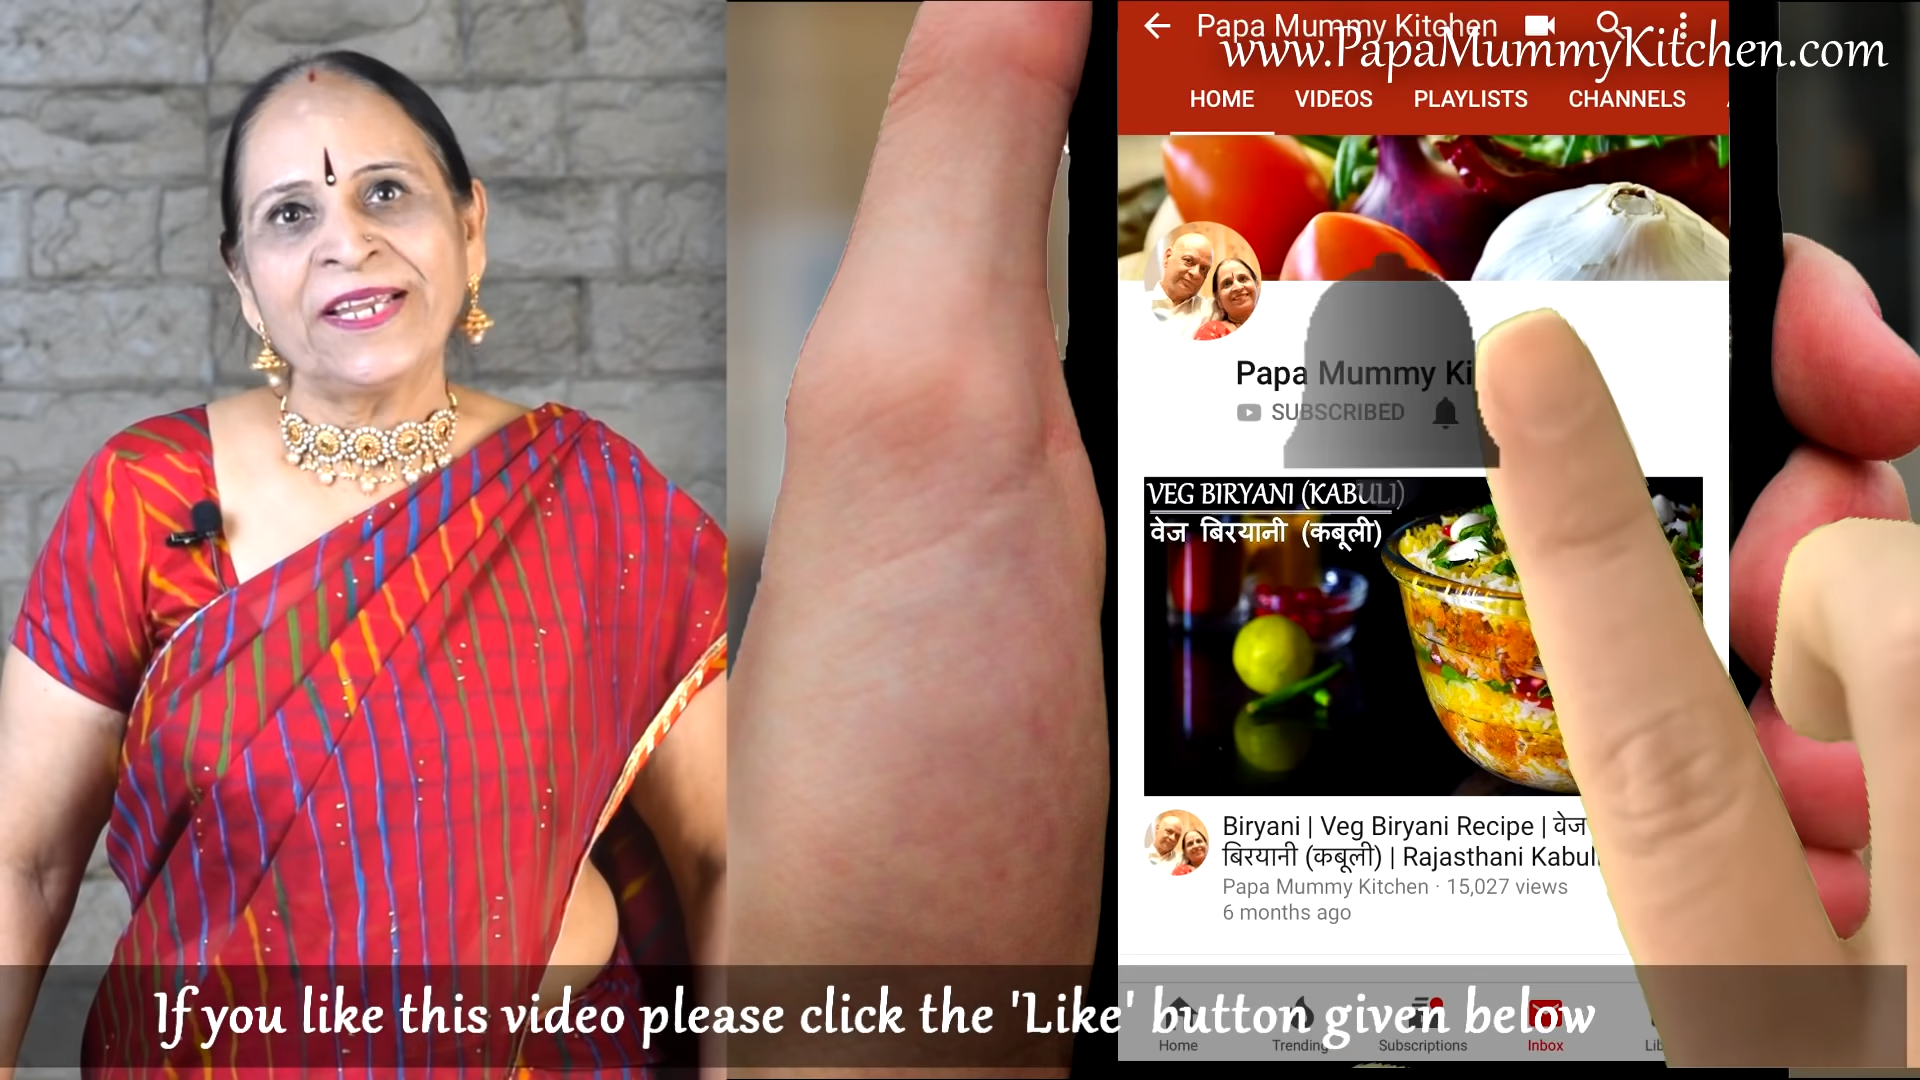 Papa Mummy Kitchen
www.PapaMummyKitchen.com
HOME VIDEOS PLAYLISTS CHANNELS
Papa Mummy Ki
SUBSCRIBED
VEG BIRYANI (KABULI)
वेज बिरयानी (कबूली)
Biryani | Veg Biryani Recipe | वेज
बिरयानी (कबूली) | Rajasthani Kabuli
Papa Mummy Kitchen · 15,027 views
6 months ago
If you like this video please click the 'Like' button given below
Home Trending Subscriptions Inbox